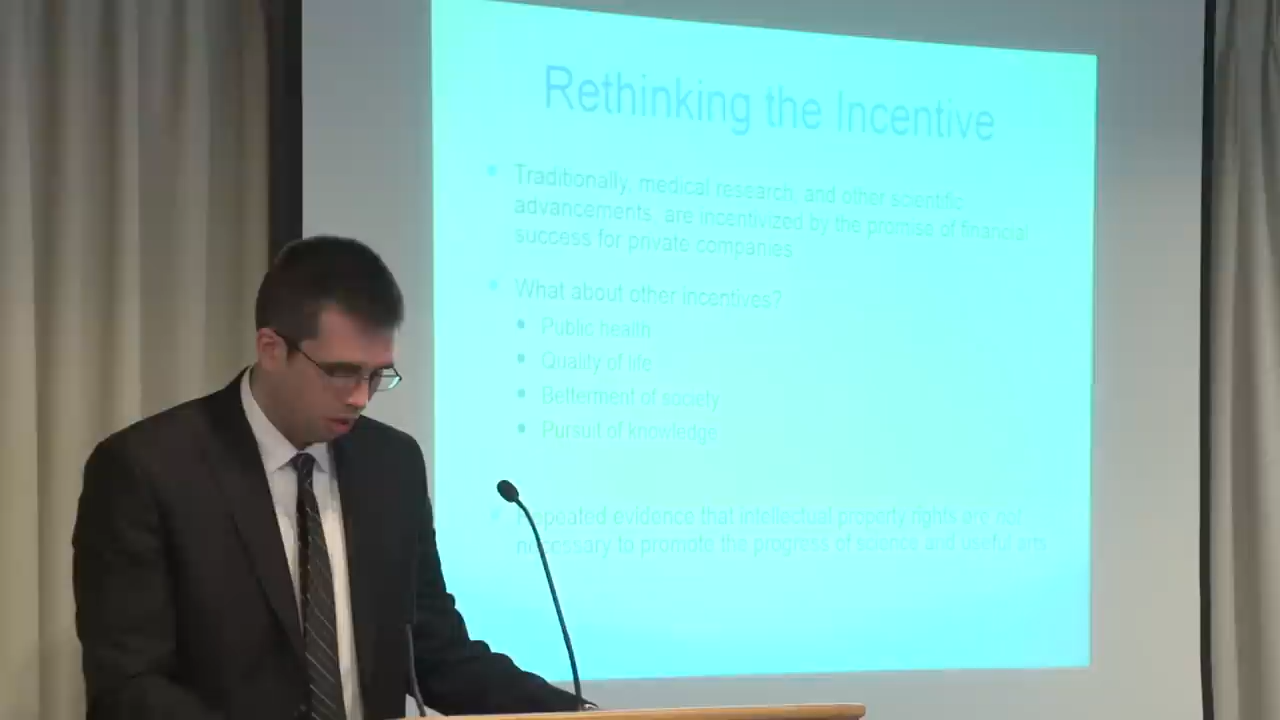 Rethinking the Incentive
Traditionally, medical research, and other scientific
advancements, are incentivized by the promise of financial
success for private companies
What about other incentives?
Public health
Quality of life
Betterment of society
Pursuit of knowledge
Repeated evidence that intellectual property rights are not
necessary to promote the progress of science and useful arts